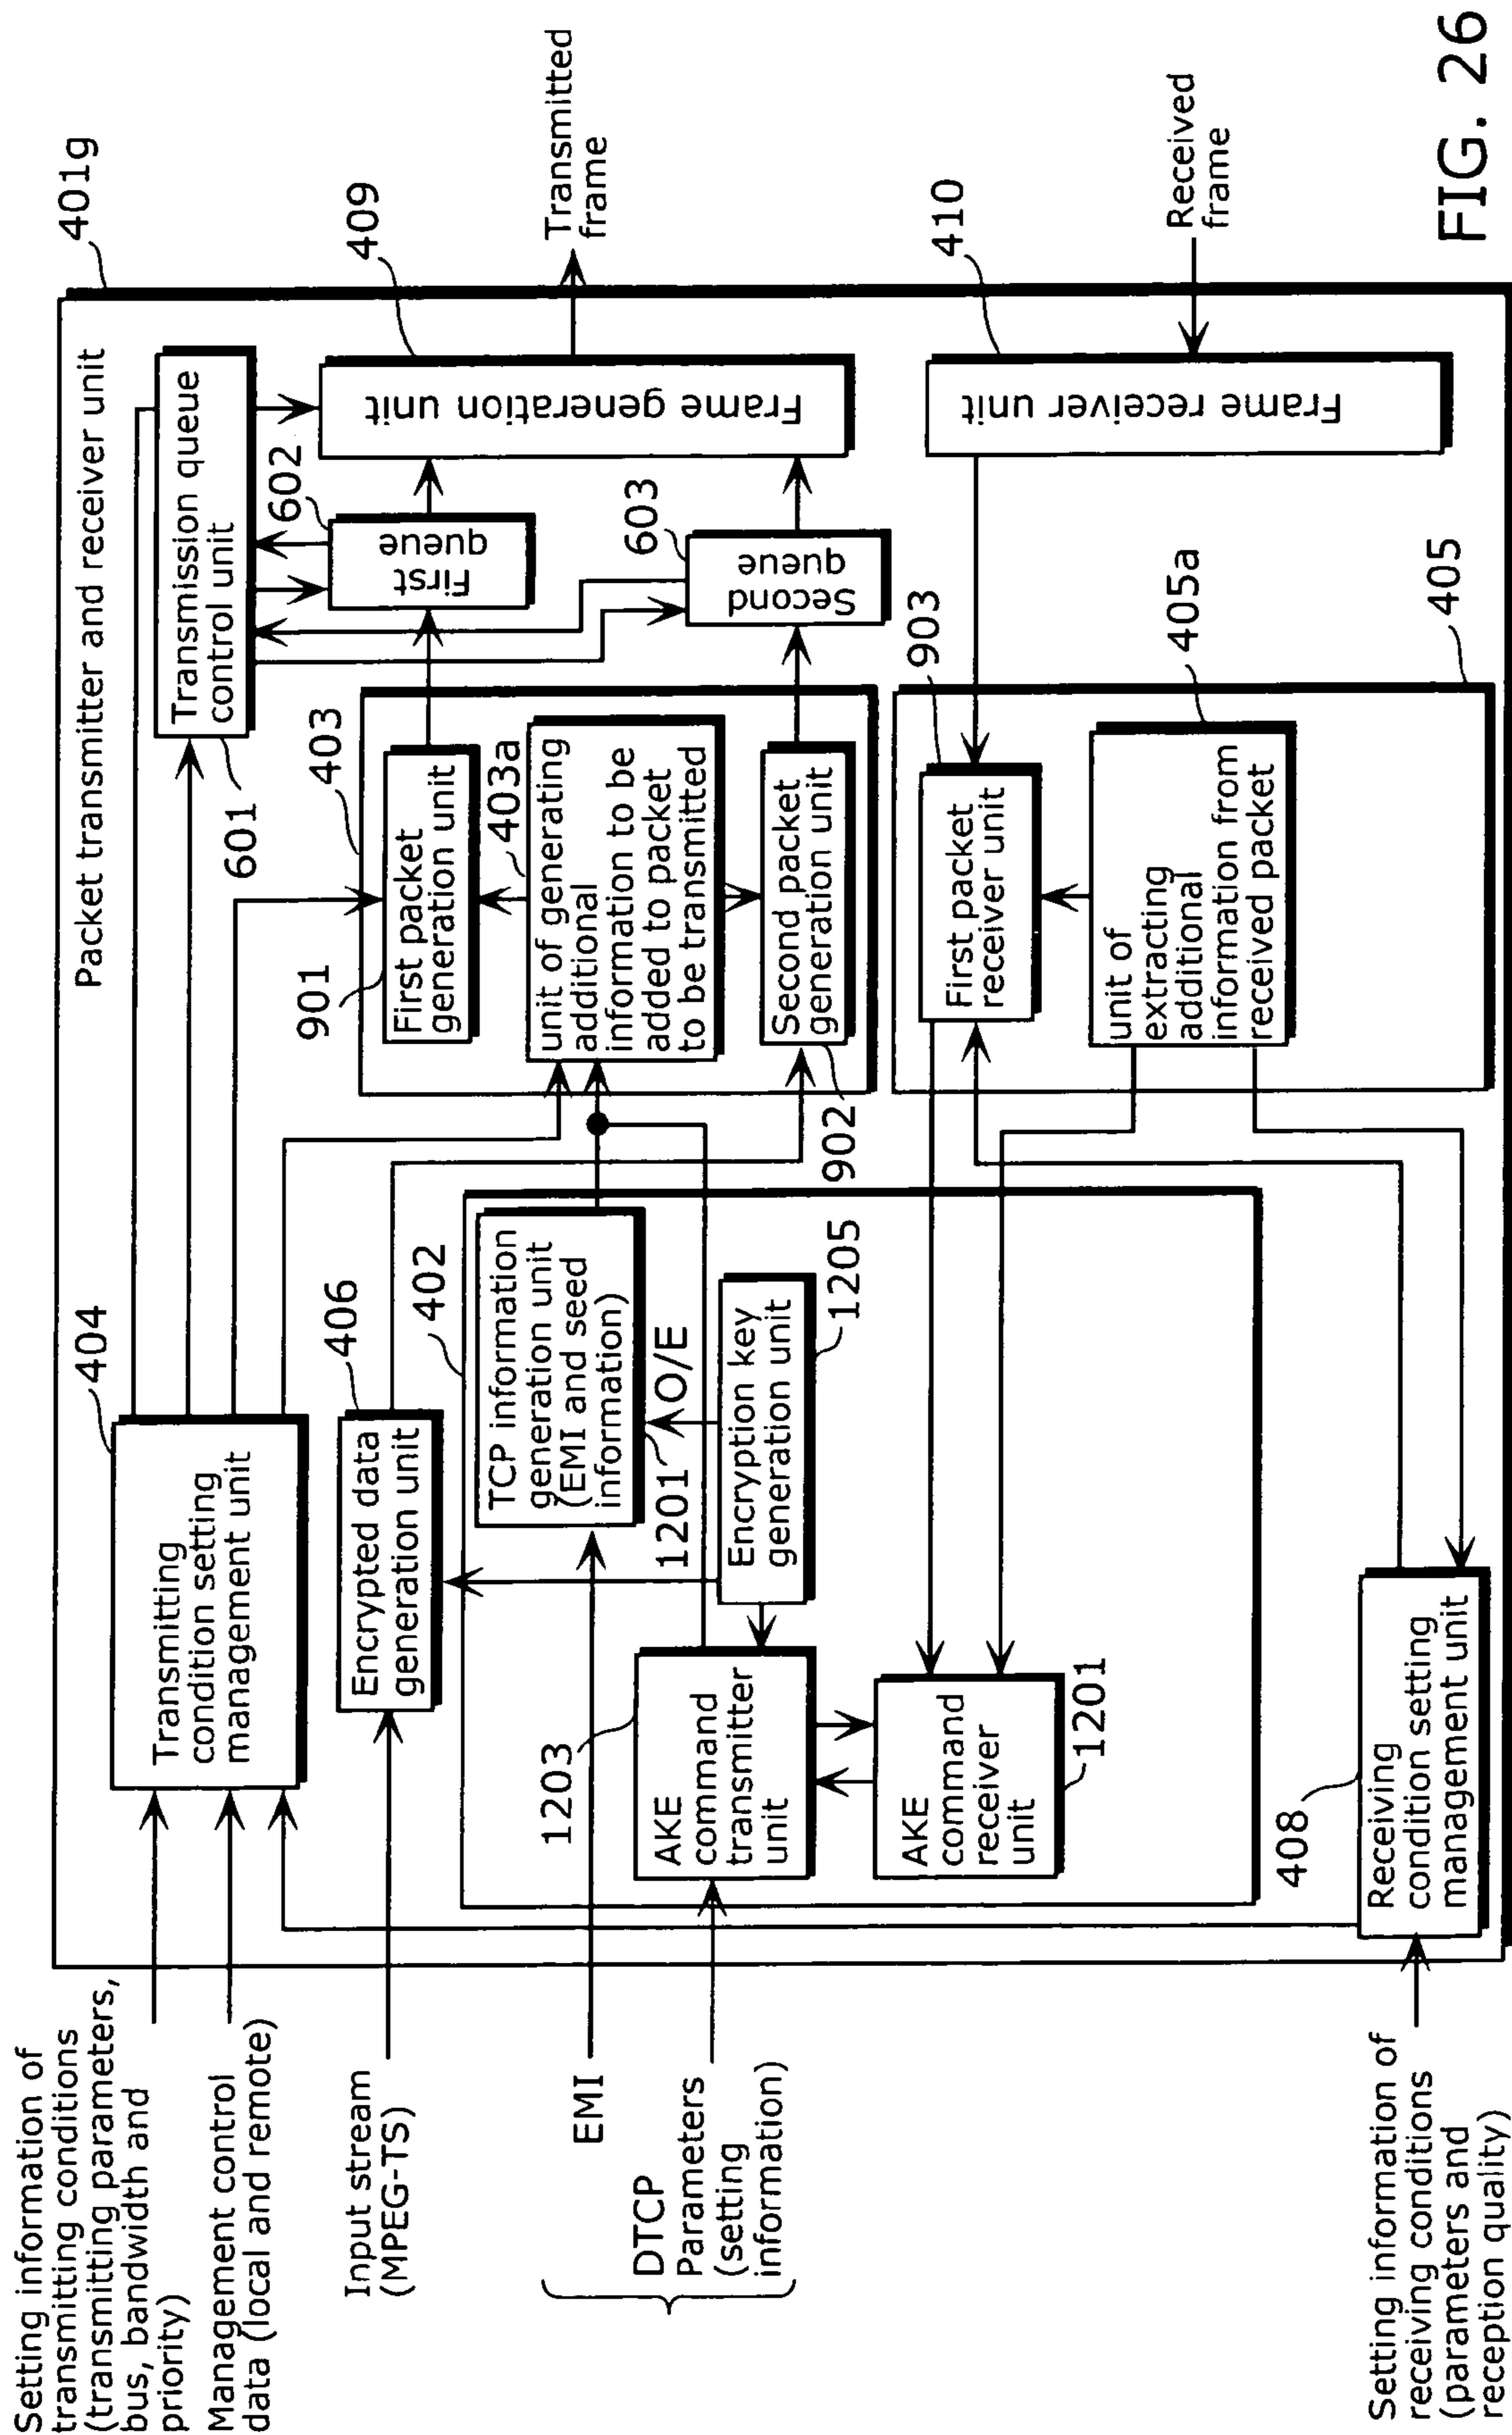 Packet transmitter and receiver unit
401g
Setting information of
transmitting conditions
(transmitting parameters,
bus, bandwidth and
priority)
Management control
data (local and remote)
404
Transmitting
condition setting
management unit
Transmission queue
control unit
601
Input stream
(MPEG-TS)
406
Encrypted data
generation unit
402
TCP information
generation unit
(EMI and seed
information)
1201
O/E
EMI
DTCP
Parameters
(setting
information)
Encryption key
generation unit
1205
1203
AKE
command
transmitter
unit
AKE
command
receiver
unit
1201
403
901
First packet
generation unit
403a
unit of generating
additional
information to be
added to packet
to be transmitted
Second packet
generation unit
902
602
First
queue
603
Second
queue
409
Frame generation unit
Transmitted
frame
410
Frame receiver unit
Received
frame
903
First packet
receiver unit
405a
unit of
extracting
additional
information from
received packet
405
408
Receiving
condition setting
management unit
Setting information of
receiving conditions
(parameters and
reception quality)
FIG. 26